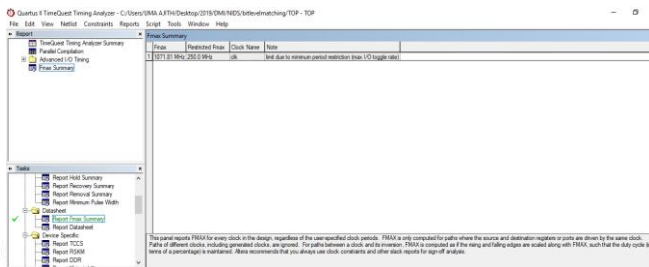 Quartus II TimeQuest Timing Analyzer - C:/Users/UMA A JITH/Desktop/2019/DMI/NIDS/bitlevelmatching/TOP - TOP
File Edit View Netlist Constraints Reports Script Tools Window Help
Report
TimeQuest Timing Analyzer Summary
Parallel Compilation
Advanced I/O Timing
Fmax Summary
Fmax Summary
Fmax Restricted Fmax Clock Name Note
1 1071.81 MHz 250.0 MHz clk limit due to minimum period restriction (max I/O toggle rate)
Tasks
Report Hold Summary
Report Recovery Summary
Report Removal Summary
Report Minimum Pulse Width
Datasheet
Report Fmax Summary
Report Datasheet
Device Specific
Report TCCS
Report RSKM
Report DDR
This panel reports FMAX for every clock in the design, regardless of the user-specified clock periods. FMAX is only computed for paths where the source and destination registers or ports are driven by the same clock.
Paths of different clocks, including generated clocks, are ignored. For paths between a clock and its inversion, FMAX is computed as if the rising and falling edges are scaled along with FMAX, such that the duty cycle (in
terms of a percentage) is maintained. Altera recommends that you always use clock constraints and other slack reports for sign-off analysis.